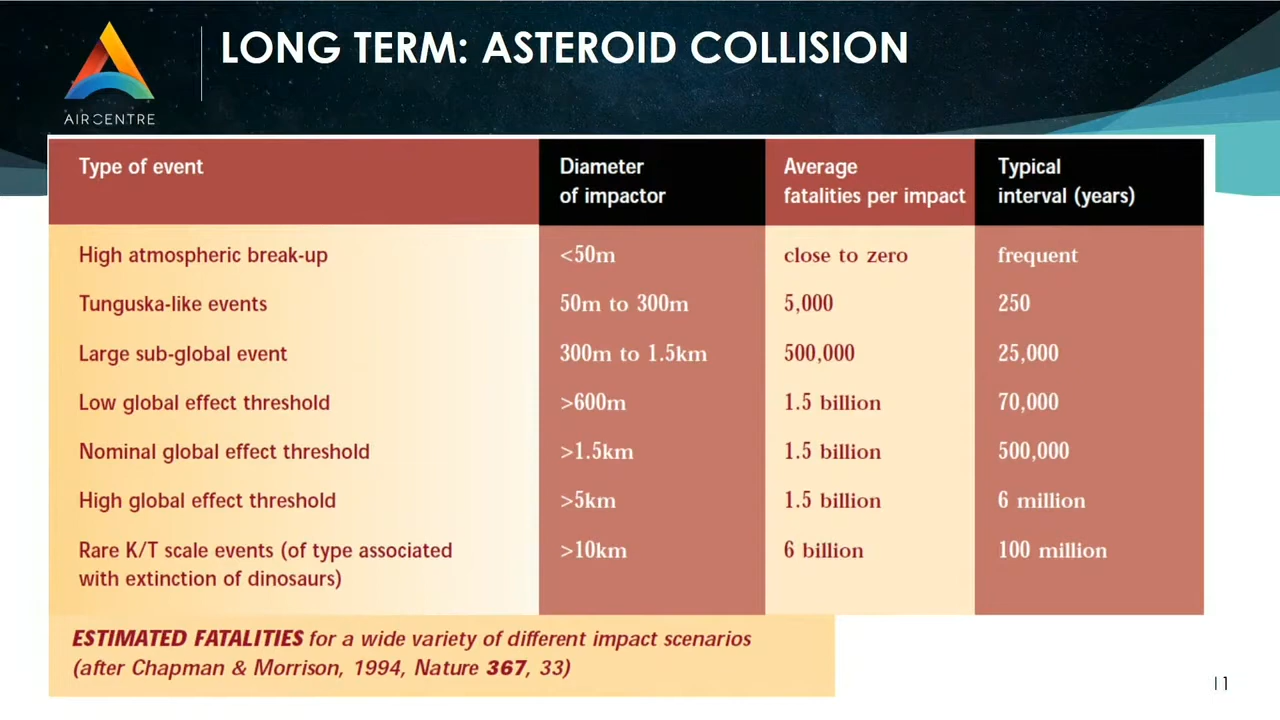 LONG TERM: ASTEROID COLLISION
AIRCENTRE
Type of event
Diameter
of impactor
Average
fatalities per impact
Typical
interval (years)
High atmospheric break-up <50m close to zero frequent
Tunguska-like events 50m to 300m 5,000 250
Large sub-global event 300m to 1.5km 500,000 25,000
Low global effect threshold >600m 1.5 billion 70,000
Nominal global effect threshold >1.5km 1.5 billion 500,000
High global effect threshold >5km 1.5 billion 6 million
Rare K/T scale events (of type associated >10km 6 billion 100 million
with extinction of dinosaurs)
ESTIMATED FATALITIES for a wide variety of different impact scenarios
(after Chapman & Morrison, 1994, Nature 367, 33)
11